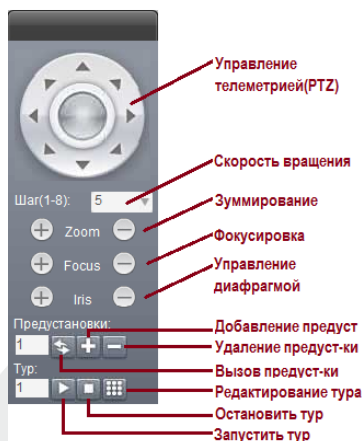 Управление
телеметрией(PTZ)
Скорость вращения
Шаг(1-8): 5
Зуммирование
Zoom
Фокусировка
Focus
Управление
диафрагмой
Iris
Предустановки:
Добавление предуст
1
Удаление предуст-ки
Вызов предуст-ки
Тур:
Редактирование тура
1
Остановить тур
Запустить тур